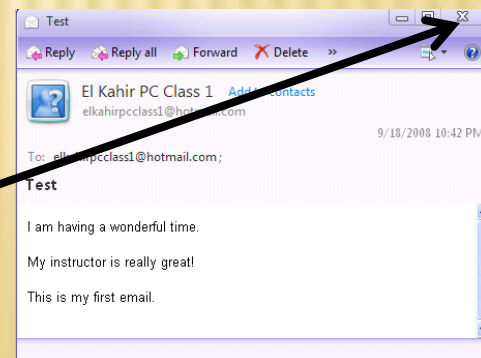 Test
Reply Reply all Forward Delete »
El Kahir PC Class 1 Add to contacts
elkahirpcclass1@hotmail.com
9/18/2008 10:42 PM
To: elkahirpcclass1@hotmail.com;
Test
I am having a wonderful time.
My instructor is really great!
This is my first email.